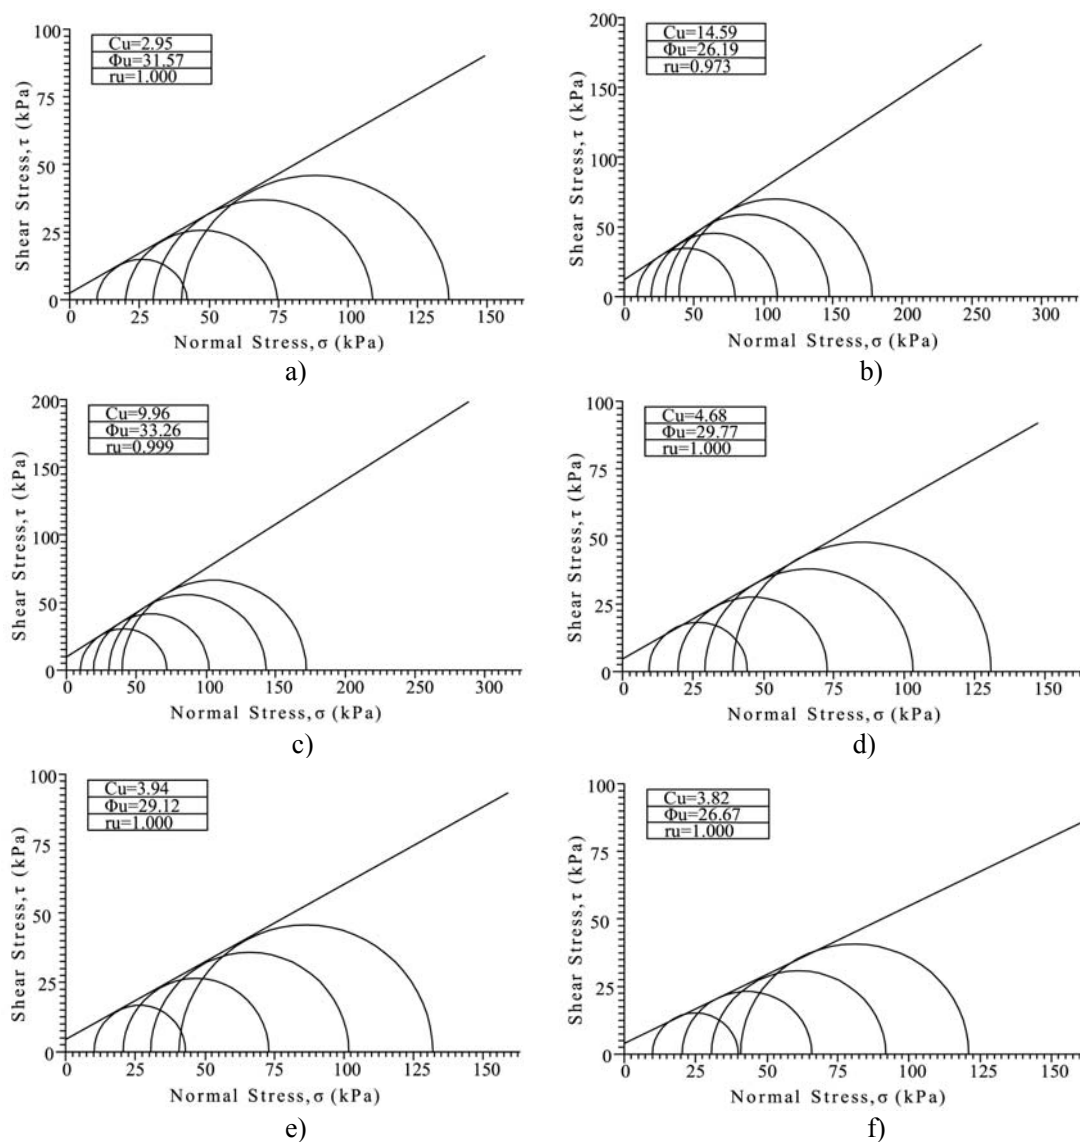 100
75
50
25
0
Shear Stress, τ (kPa)
Cu=2.95
Φu=31.57
ru=1.000
0 25 50 75 100 125 150
Normal Stress, σ (kPa)
a)
200
150
100
50
0
Shear Stress, τ (kPa)
Cu=14.59
Φu=26.19
ru=0.973
0 50 100 150 200 250 300
Normal Stress, σ (kPa)
b)
200
150
100
50
0
Shear Stress, τ (kPa)
Cu=9.96
Φu=33.26
ru=0.999
0 50 100 150 200 250 300
Normal Stress, σ (kPa)
c)
100
75
50
25
0
Shear Stress, τ (kPa)
Cu=4.68
Φu=29.77
ru=1.000
0 25 50 75 100 125 150
Normal Stress, σ (kPa)
d)
100
75
50
25
0
Shear Stress, τ (kPa)
Cu=3.94
Φu=29.12
ru=1.000
0 25 50 75 100 125 150
Normal Stress, σ (kPa)
e)
100
75
50
25
0
Shear Stress, τ (kPa)
Cu=3.82
Φu=26.67
ru=1.000
0 25 50 75 100 125 150
Normal Stress, σ (kPa)
f)